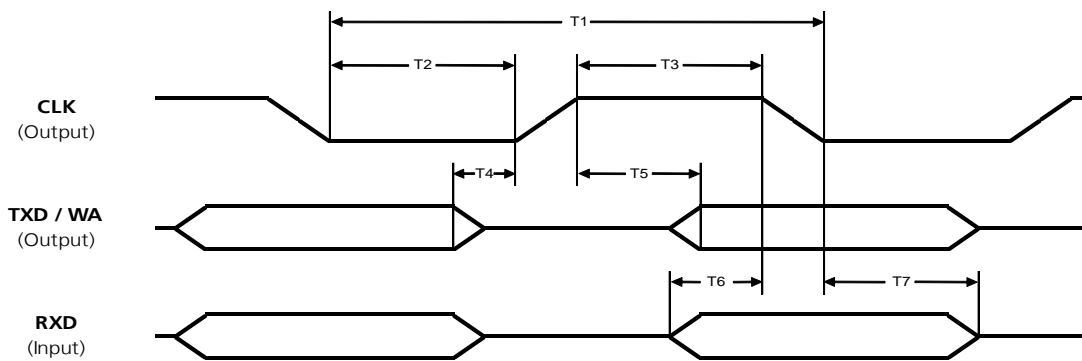 T1
T2
T3
CLK
(Output)
T4
T5
TXD / WA
(Output)
T6
T7
RXD
(Input)